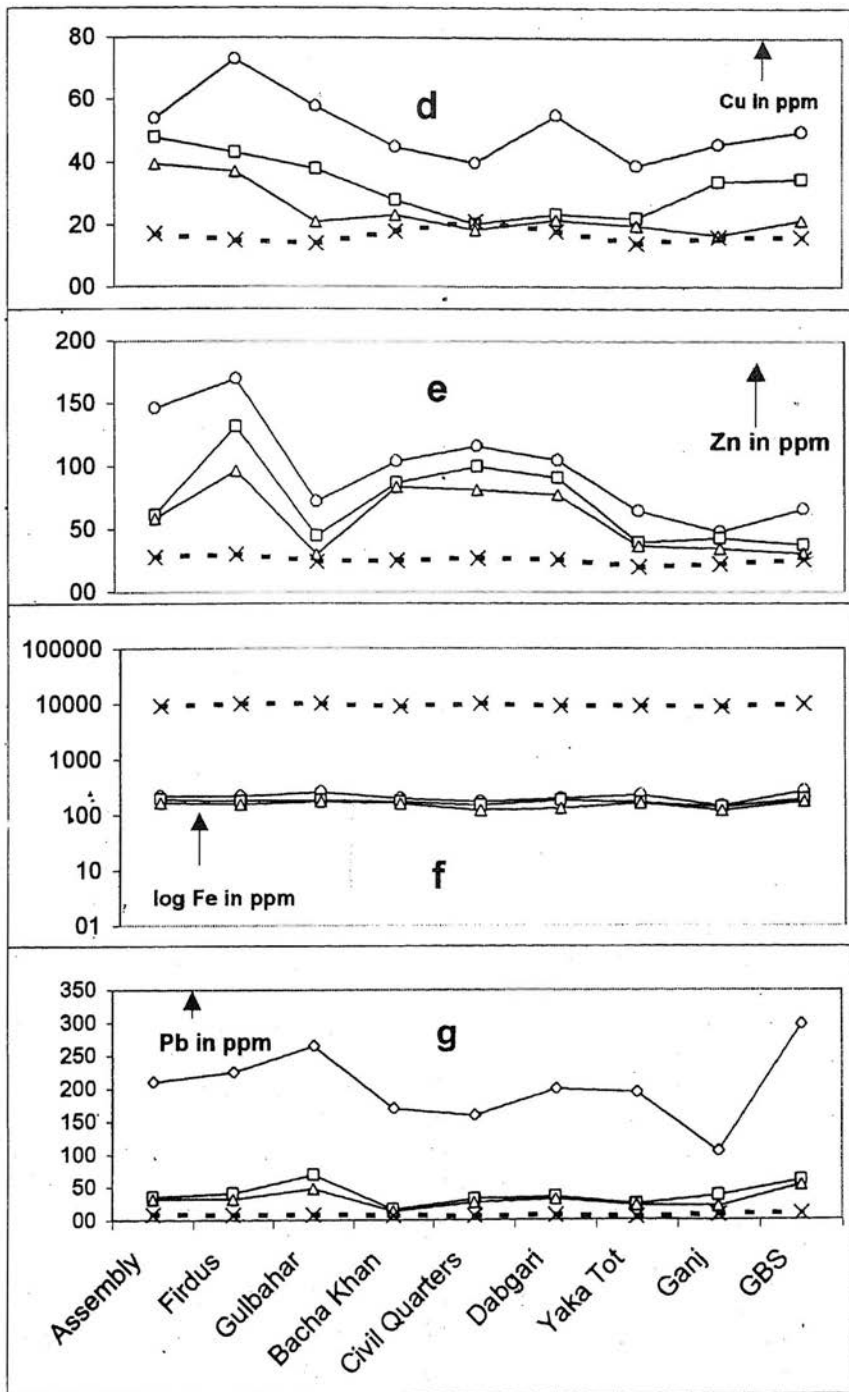 80
60
40
20
00
d
Cu in ppm
200
150
100
50
00
e
Zn in ppm
100000
10000
1000
100
10
01
log Fe in ppm
f
350
300
250
200
150
100
50
00
Pb in ppm
g
Assembly
Firdus
Gulbahar
Bacha Khan
Civil Quarters
Dabgari
Yaka Tot
Ganj
GBS